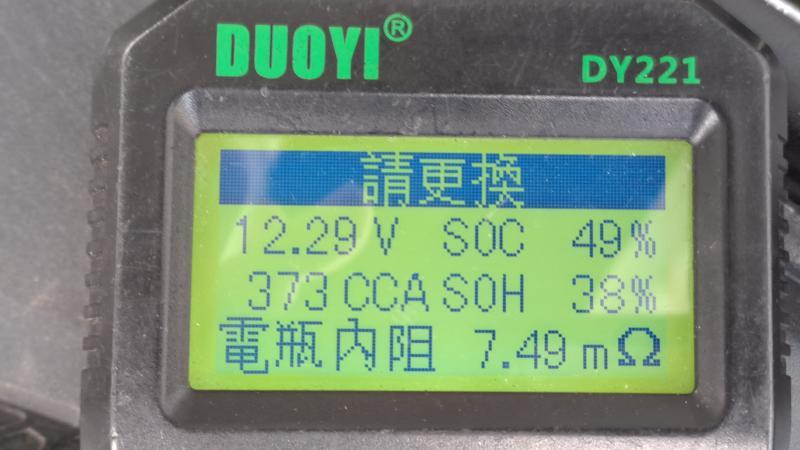 DUOYI®
DY221
請更換
12.29 V SOC 49%
373 CCA SOH 38%
電瓶內阻 7.49 mΩ